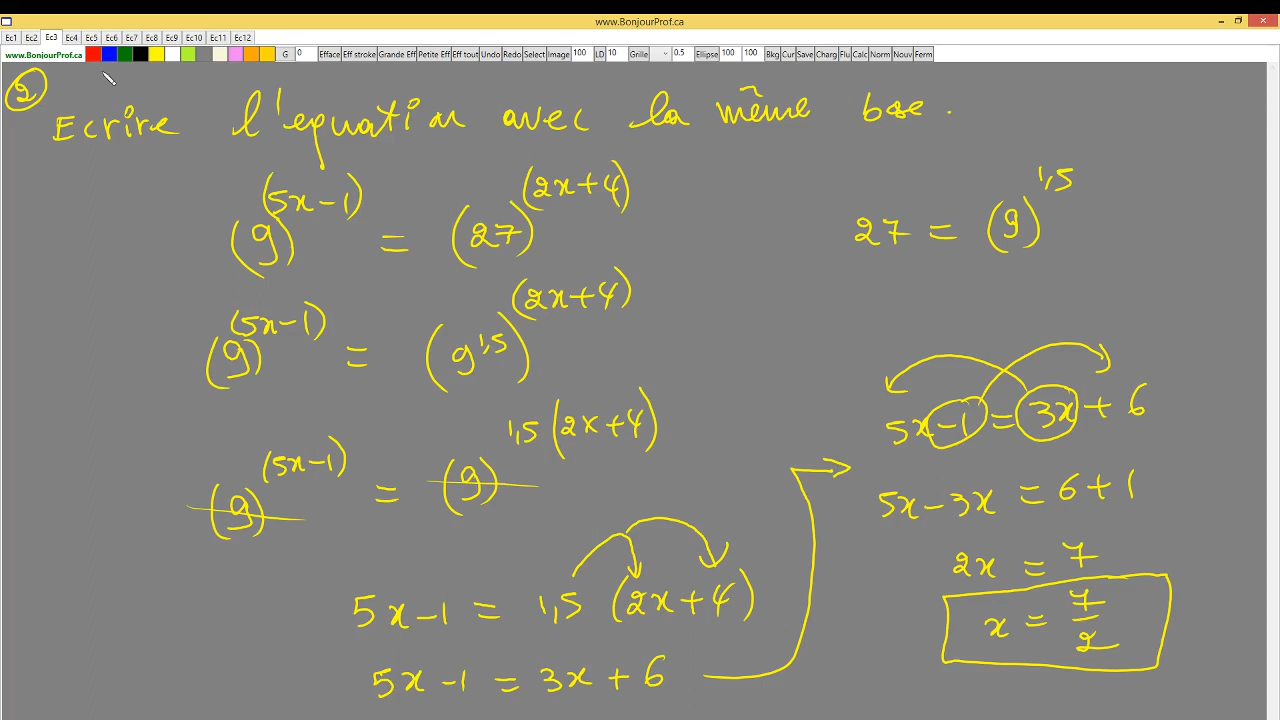 www.BonjourProf.ca
Ec1 Ec2 Ec3 Ec4 Ec5 Ec6 Ec7 Ec8 Ec9 Ec10 Ec11 Ec12
www.BonjourProf.ca G 0 Efface Eff stroke Grande Eff Petite Eff Eff tout Undo Redo Select Image 100 LD 10 Grille 0.5 Ellipse 100 100 Bkg Cur Save Charg Flu Calc Norm Nouv Ferm
② Ecrire l'equation avec la même base.
(9)^(5x-1) = (27)^(2x+4)
(9)^(5x-1) = (9^1,5)^(2x+4)
(9)^(5x-1) = (9)^1,5(2x+4)
5x-1 = 1,5 (2x+4)
5x-1 = 3x+6
27 = (9)^1,5
5x-1 = 3x+6
5x-3x = 6+1
2x = 7
x = 7/2